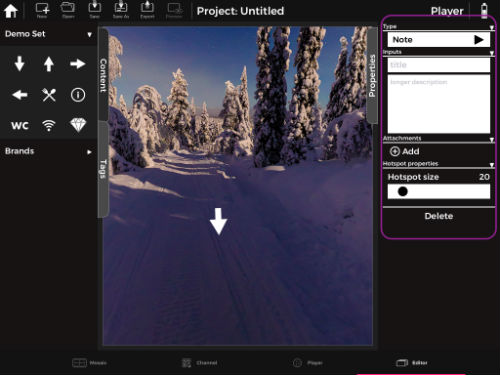 New
Open
Save
Save As
Export
Preview
Project: Untitled
Player
Demo Set
Content
Tags
WC
Brands
Properties
Type
Note
Inputs
title
longer description
Attachments
Add
Hotspot properties
Hotspot size
20
Delete
Mosaic
Channel
Player
Editor